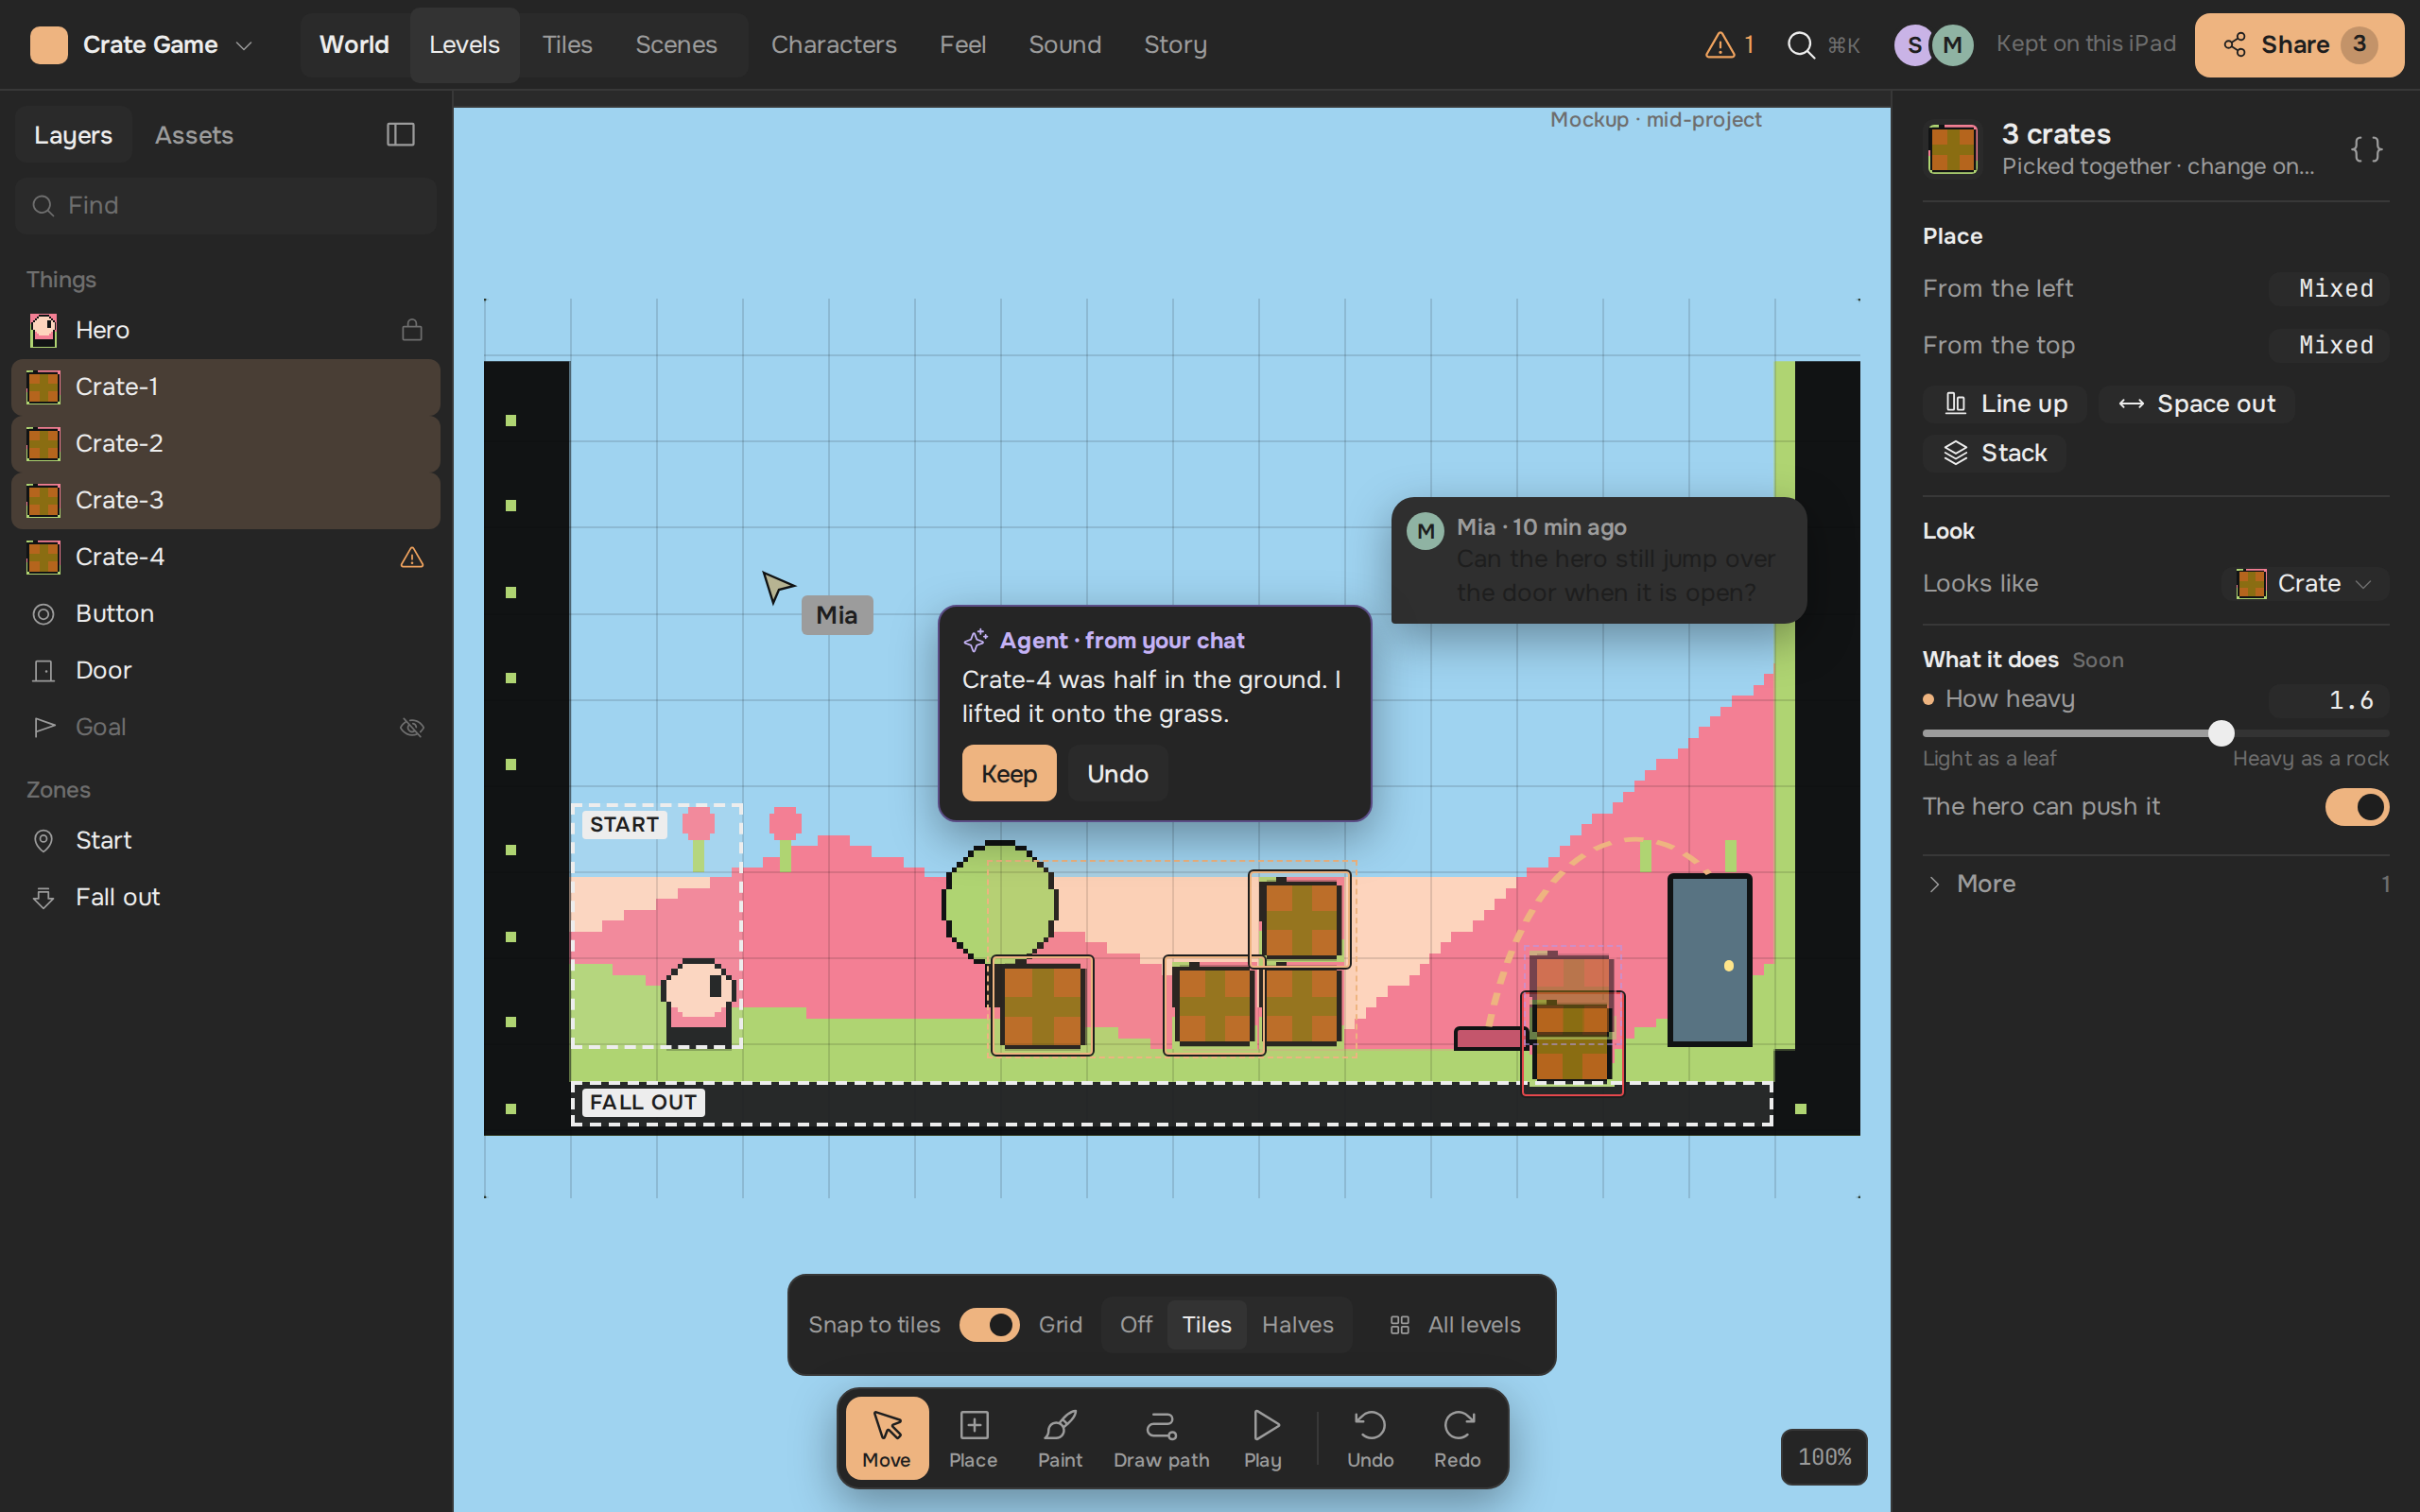 Crate Game
World
Levels
Tiles
Scenes
Characters
Feel
Sound
Story
1
⌘K
S
M
Kept on this iPad
Share 3
Layers
Assets
Find
Things
Hero
Crate-1
Crate-2
Crate-3
Crate-4
Button
Door
Goal
Zones
Start
Fall out
Mockup · mid-project
M
Mia · 10 min ago
Can the hero still jump over
the door when it is open?
Mia
Agent · from your chat
Crate-4 was half in the ground. I
lifted it onto the grass.
Keep
Undo
START
FALL OUT
Snap to tiles
Grid
Off
Tiles
Halves
All levels
Move
Place
Paint
Draw path
Play
Undo
Redo
100%
3 crates
Picked together · change on...
{ }
Place
From the left
Mixed
From the top
Mixed
Line up
Space out
Stack
Look
Looks like
Crate
What it does Soon
How heavy
1.6
Light as a leaf
Heavy as a rock
The hero can push it
More
1